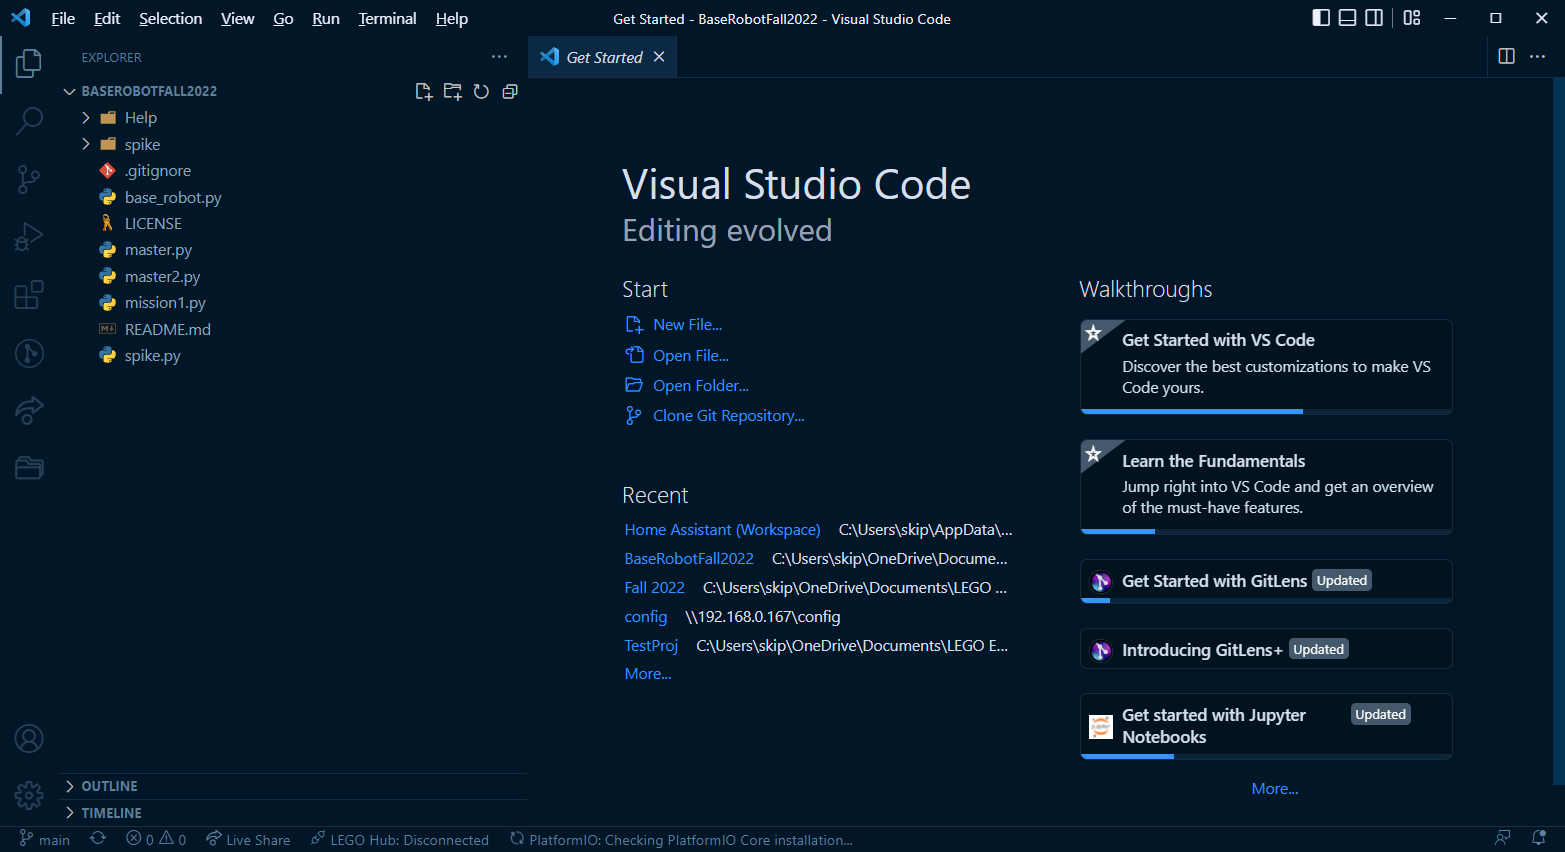 File Edit Selection View Go Run Terminal Help
Get Started - BaseRobotFall2022 - Visual Studio Code
EXPLORER
BASEROBOTFALL2022
Help
spike
.gitignore
base_robot.py
LICENSE
master.py
master2.py
mission1.py
README.md
spike.py
OUTLINE
TIMELINE
Get Started
Visual Studio Code
Editing evolved
Start
New File...
Open File...
Open Folder...
Clone Git Repository...
Recent
Home Assistant (Workspace) C:\Users\skip\AppData\...
BaseRobotFall2022 C:\Users\skip\OneDrive\Docume...
Fall 2022 C:\Users\skip\OneDrive\Documents\LEGO ...
config \\192.168.0.167\config
TestProj C:\Users\skip\OneDrive\Documents\LEGO E...
More...
Walkthroughs
Get Started with VS Code
Discover the best customizations to make VS
Code yours.
Learn the Fundamentals
Jump right into VS Code and get an overview
of the must-have features.
Get Started with GitLens Updated
Introducing GitLens+ Updated
Get started with Jupyter Updated
Notebooks
More...
main 0 0 Live Share LEGO Hub: Disconnected PlatformIO: Checking PlatformIO Core installation...